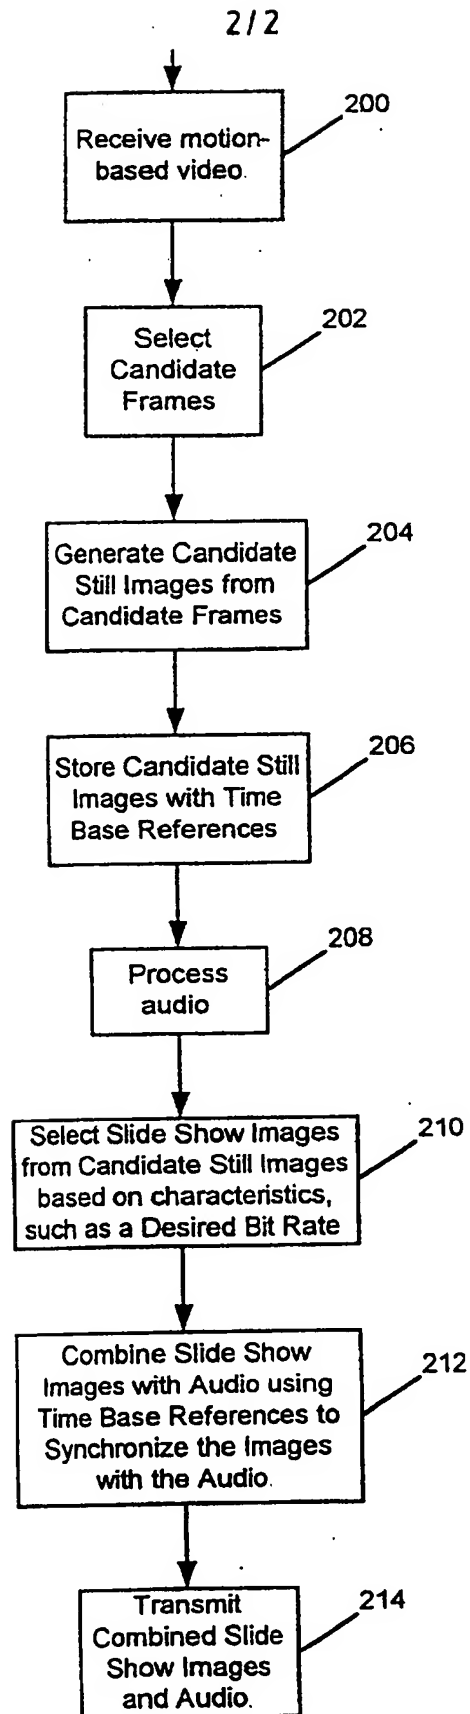 2/2
200
Receive motion-
based video.
202
Select
Candidate
Frames
204
Generate Candidate
Still Images from
Candidate Frames
206
Store Candidate Still
Images with Time
Base References
208
Process
audio
210
Select Slide Show Images
from Candidate Still Images
based on characteristics,
such as a Desired Bit Rate
212
Combine Slide Show
Images with Audio using
Time Base References to
Synchronize the Images
with the Audio.
214
Transmit
Combined Slide
Show Images
and Audio.